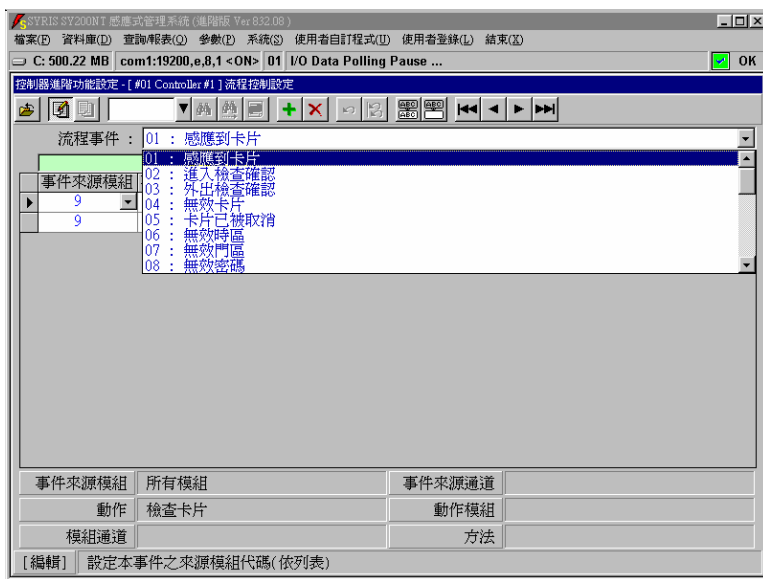 SYRIS SY200NT 感應式管理系統 (進階版 Ver 832.08 )
檔案(F) 資料庫(D) 查詢/報表(Q) 參數(P) 系統(S) 使用者自訂程式(U) 使用者登錄(L) 結束(X)
C: 500.22 MB com1:19200,e,8,1 <ON> 01 I/O Data Polling Pause ... OK
控制器進階功能設定 - [ #01 Controller #1 ] 流程控制設定
ABC ABC
ABC
流程事件 : 01 : 感應到卡片
01 : 感應到卡片
02 : 進入檢查確認
03 : 外出檢查確認
04 : 無效卡片
05 : 卡片已被取消
06 : 無效時區
07 : 無效門區
08 : 無效密碼
事件來源模組
9
9
事件來源模組 所有模組 事件來源通道
動作 檢查卡片 動作模組
模組通道 方法
[編輯] 設定本事件之來源模組代碼(依列表)